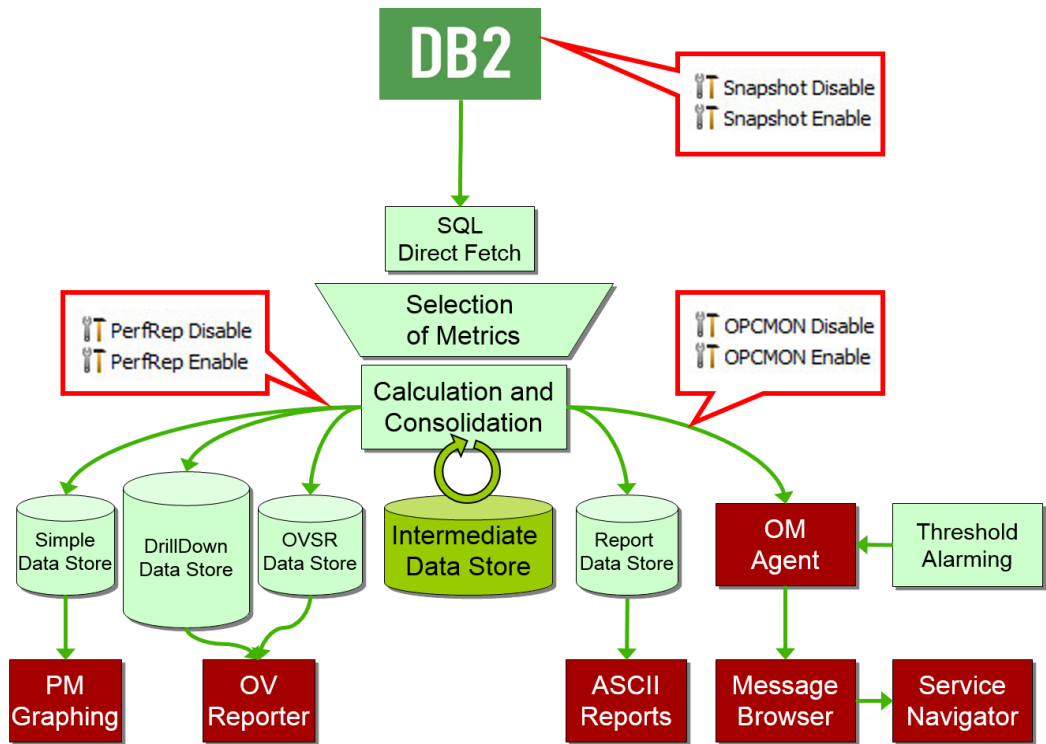 DB2
Snapshot Disable
Snapshot Enable
SQL
Direct Fetch
Selection
of Metrics
PerfRep Disable
PerfRep Enable
OPCMON Disable
OPCMON Enable
Calculation and
Consolidation
Simple
Data Store
DrillDown
Data Store
OVSR
Data Store
Intermediate
Data Store
Report
Data Store
OM
Agent
Threshold
Alarming
PM
Graphing
OV
Reporter
ASCII
Reports
Message
Browser
Service
Navigator